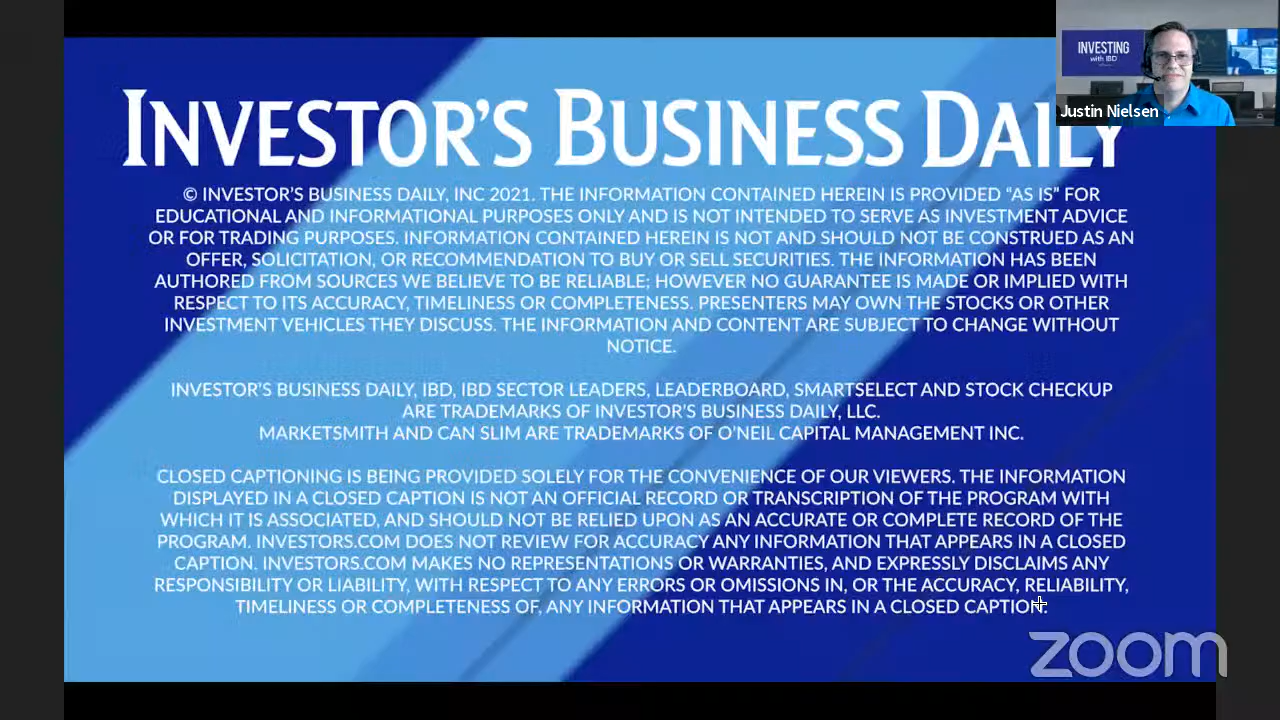 INVESTING
with IBD
Justin Nielsen
INVESTOR'S BUSINESS DAILY
© INVESTOR'S BUSINESS DAILY, INC 2021. THE INFORMATION CONTAINED HEREIN IS PROVIDED “AS IS” FOR
EDUCATIONAL AND INFORMATIONAL PURPOSES ONLY AND IS NOT INTENDED TO SERVE AS INVESTMENT ADVICE
OR FOR TRADING PURPOSES. INFORMATION CONTAINED HEREIN IS NOT AND SHOULD NOT BE CONSTRUED AS AN
OFFER, SOLICITATION, OR RECOMMENDATION TO BUY OR SELL SECURITIES. THE INFORMATION HAS BEEN
AUTHORED FROM SOURCES WE BELIEVE TO BE RELIABLE; HOWEVER NO GUARANTEE IS MADE OR IMPLIED WITH
RESPECT TO ITS ACCURACY, TIMELINESS OR COMPLETENESS. PRESENTERS MAY OWN THE STOCKS OR OTHER
INVESTMENT VEHICLES THEY DISCUSS. THE INFORMATION AND CONTENT ARE SUBJECT TO CHANGE WITHOUT
NOTICE.
INVESTOR'S BUSINESS DAILY, IBD, IBD SECTOR LEADERS, LEADERBOARD, SMARTSELECT AND STOCK CHECKUP
ARE TRADEMARKS OF INVESTOR'S BUSINESS DAILY, LLC.
MARKETSMITH AND CAN SLIM ARE TRADEMARKS OF O'NEIL CAPITAL MANAGEMENT INC.
CLOSED CAPTIONING IS BEING PROVIDED SOLELY FOR THE CONVENIENCE OF OUR VIEWERS. THE INFORMATION
DISPLAYED IN A CLOSED CAPTION IS NOT AN OFFICIAL RECORD OR TRANSCRIPTION OF THE PROGRAM WITH
WHICH IT IS ASSOCIATED, AND SHOULD NOT BE RELIED UPON AS AN ACCURATE OR COMPLETE RECORD OF THE
PROGRAM. INVESTORS.COM DOES NOT REVIEW FOR ACCURACY ANY INFORMATION THAT APPEARS IN A CLOSED
CAPTION. INVESTORS.COM MAKES NO REPRESENTATIONS OR WARRANTIES, AND EXPRESSLY DISCLAIMS ANY
RESPONSIBILITY OR LIABILITY, WITH RESPECT TO ANY ERRORS OR OMISSIONS IN, OR THE ACCURACY, RELIABILITY,
TIMELINESS OR COMPLETENESS OF, ANY INFORMATION THAT APPEARS IN A CLOSED CAPTION.
zoom